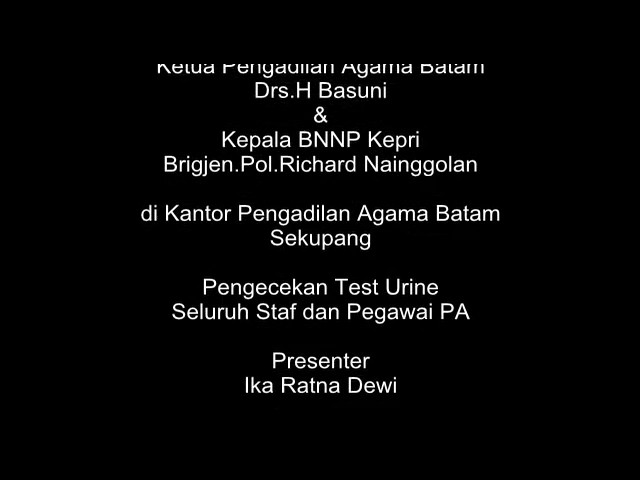 Ketua Pengadilan Agama Batam
Drs.H Basuni
&
Kepala BNNP Kepri
Brigjen.Pol.Richard Nainggolan
di Kantor Pengadilan Agama Batam
Sekupang
Pengecekan Test Urine
Seluruh Staf dan Pegawai PA
Presenter
Ika Ratna Dewi